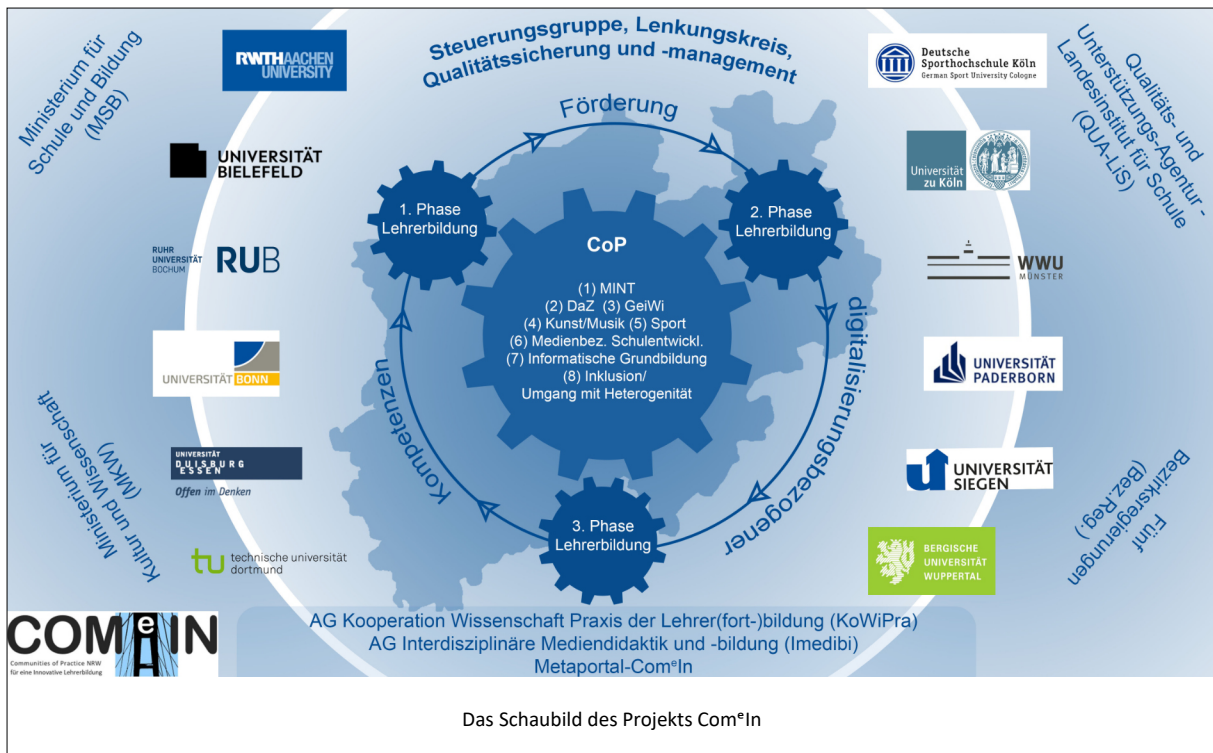 Ministerium für
Schule und Bildung
(MSB)
RWTHAACHEN
UNIVERSITY
Steuerungsgruppe, Lenkungskreis,
Qualitätssicherung und -management
Deutsche
Sporthochschule Köln
German Sport University Cologne
Qualitäts- und
Unterstützungs-Agentur -
Landesinstitut für Schule
(QUA-LiS)
Förderung
UNIVERSITÄT
BIELEFELD
Universität
zu Köln
1. Phase
Lehrerbildung
2. Phase
Lehrerbildung
CoP
(1) MINT
(2) DaZ (3) GeiWi
(4) Kunst/Musik (5) Sport
(6) Medienbez. Schulentwickl.
(7) Informatische Grundbildung
(8) Inklusion/
Umgang mit Heterogenität
RUHR
UNIVERSITÄT
BOCHUM
RUB
WWU
MÜNSTER
digitalisierungsbezogener
Kompetenzen
UNIVERSITÄT BONN
UNIVERSITÄT
PADERBORN
Ministerium für
Kultur und Wissenschaft
(MKW)
UNIVERSITÄT
DUISBURG
ESSEN
Offen im Denken
UNIVERSITÄT
SIEGEN
Fünf
Bezirksregierungen
(Bez.Reg.)
3. Phase
Lehrerbildung
tu technische universität
dortmund
BERGISCHE
UNIVERSITÄT
WUPPERTAL
COMeIN
Communities of Practice NRW
für eine Innovative Lehrerbildung
AG Kooperation Wissenschaft Praxis der Lehrer(fort-)bildung (KoWiPra)
AG Interdisziplinäre Mediendidaktik und -bildung (Imedibi)
Metaportal-ComᵉIn
Das Schaubild des Projekts ComᵉIn